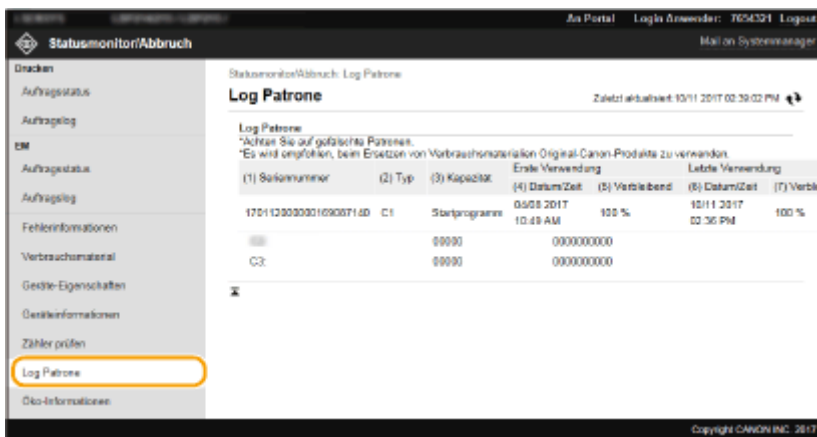 An Portal Login Anwender: 7654321 Logout
Statusmonitor/Abbruch Mail an Systemmanager
Drucken
Auftragsstatus
Auftragslog
EM
Auftragsstatus
Auftragslog
Fehlerinformationen
Verbrauchsmaterial
Geräte-Eigenschaften
Geräteinformationen
Zähler prüfen
Log Patrone
Öko-Informationen
Statusmonitor/Abbruch: Log Patrone
Log Patrone Zuletzt aktualisiert: 10/11 2017 02:39:02 PM
Log Patrone
*Achten Sie auf gefälschte Patronen.
*Es wird empfohlen, beim Ersetzen von Verbrauchsmaterialien Original-Canon-Produkte zu verwenden.
(1) Seriennummer (2) Typ (3) Kapazität Erste Verwendung Letzte Verwendung
(4) Datum/Zeit (5) Verbleibend (6) Datum/Zeit (7) Verble
C1 Startprogramm 2017 10:49 AM 100 % 10/11 2017 02:36 PM 100 %
00000 0000000000
C3: 00000 0000000000
Copyright CANON INC. 2017